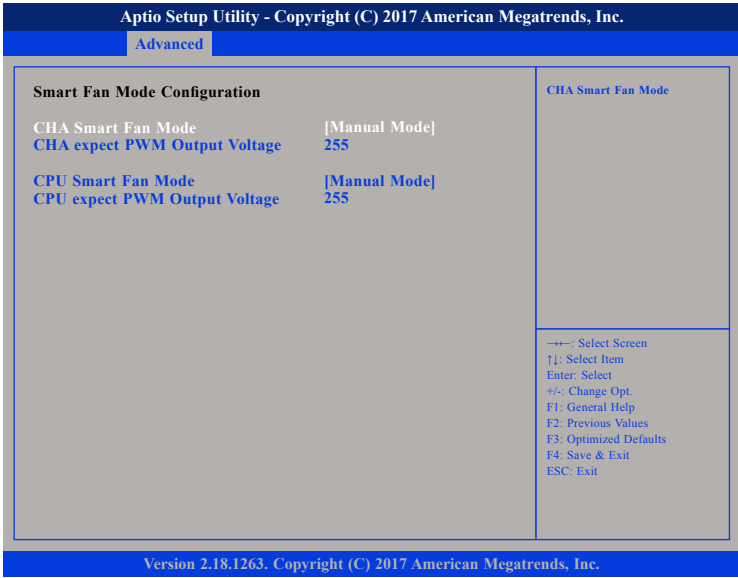 Aptio Setup Utility - Copyright (C) 2017 American Megatrends, Inc.
Advanced
Smart Fan Mode Configuration
CHA Smart Fan Mode [Manual Mode]
CHA expect PWM Output Voltage 255
CPU Smart Fan Mode [Manual Mode]
CPU expect PWM Output Voltage 255
CHA Smart Fan Mode
→←: Select Screen
↑↓: Select Item
Enter: Select
+/-: Change Opt.
F1: General Help
F2: Previous Values
F3: Optimized Defaults
F4: Save & Exit
ESC: Exit
Version 2.18.1263. Copyright (C) 2017 American Megatrends, Inc.